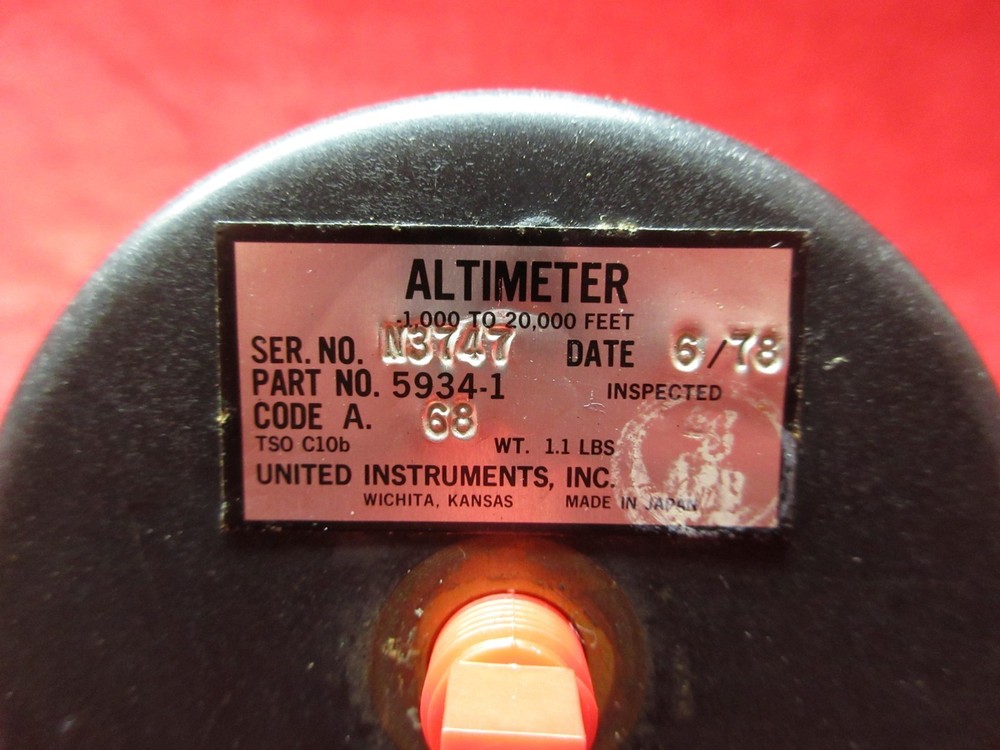 ALTIMETER
-1,000 TO 20,000 FEET
SER. NO. N3747 DATE 6/78
PART NO. 5934-1 INSPECTED
CODE A. 68
TSO C10b WT. 1.1 LBS
UNITED INSTRUMENTS, INC.
WICHITA, KANSAS MADE IN JAPAN